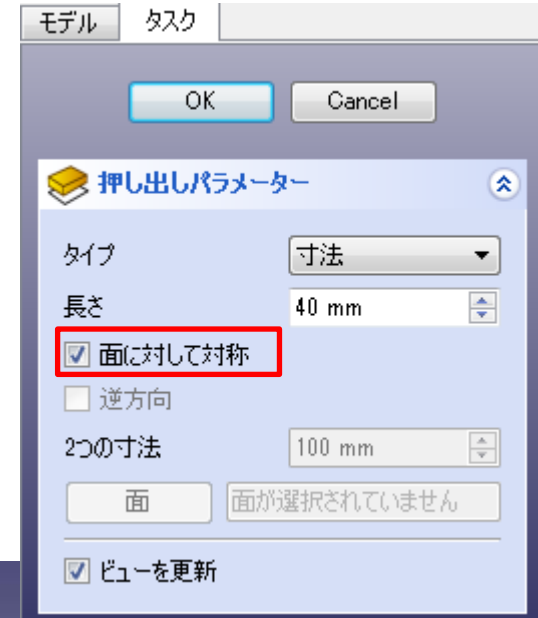 モデル タスク
OK Cancel
押し出しパラメーター
タイプ 寸法
長さ 40 mm
面に対して対称
逆方向
2つの寸法 100 mm
面 面が選択されていません
ビューを更新